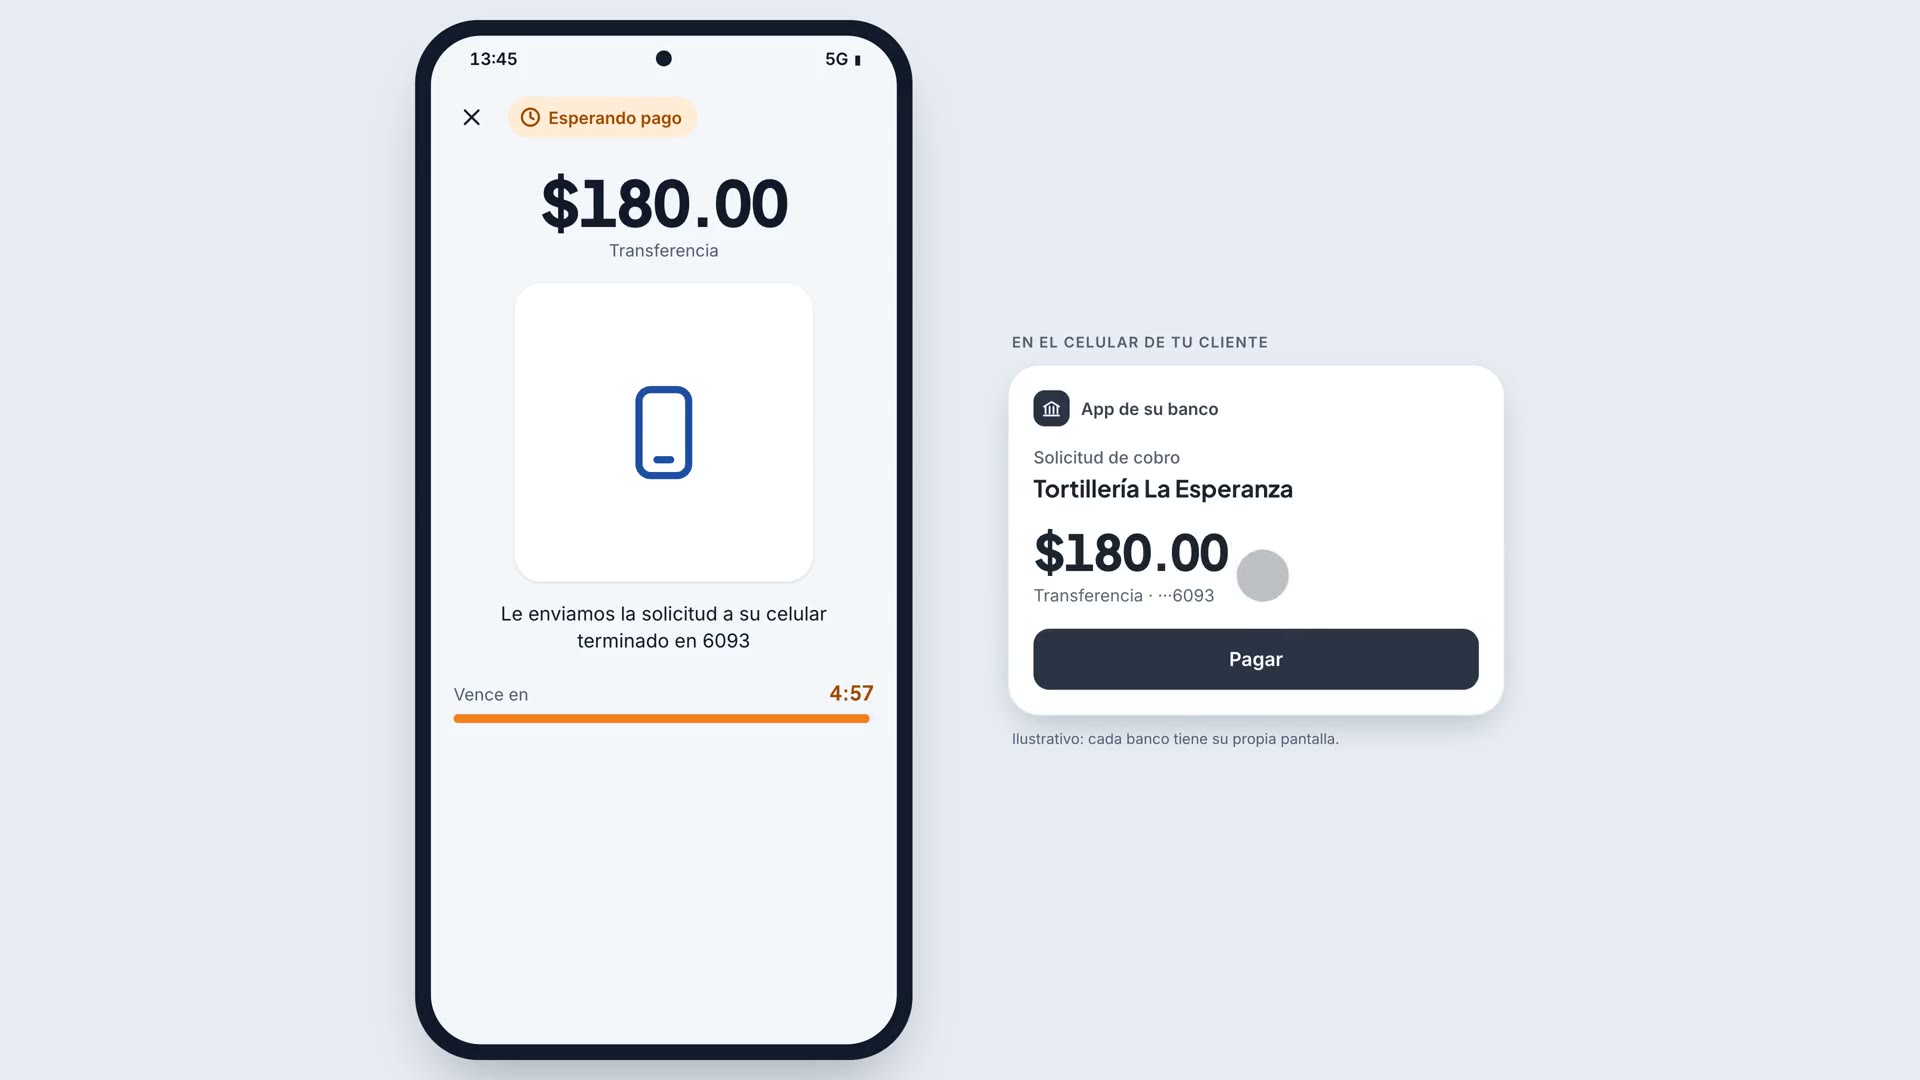 13:45
5G
Esperando pago
$180.00
Transferencia
Le enviamos la solicitud a su celular
terminado en 6093
Vence en
4:57
EN EL CELULAR DE TU CLIENTE
App de su banco
Solicitud de cobro
Tortillería La Esperanza
$180.00
Transferencia · ···6093
Pagar
Ilustrativo: cada banco tiene su propia pantalla.